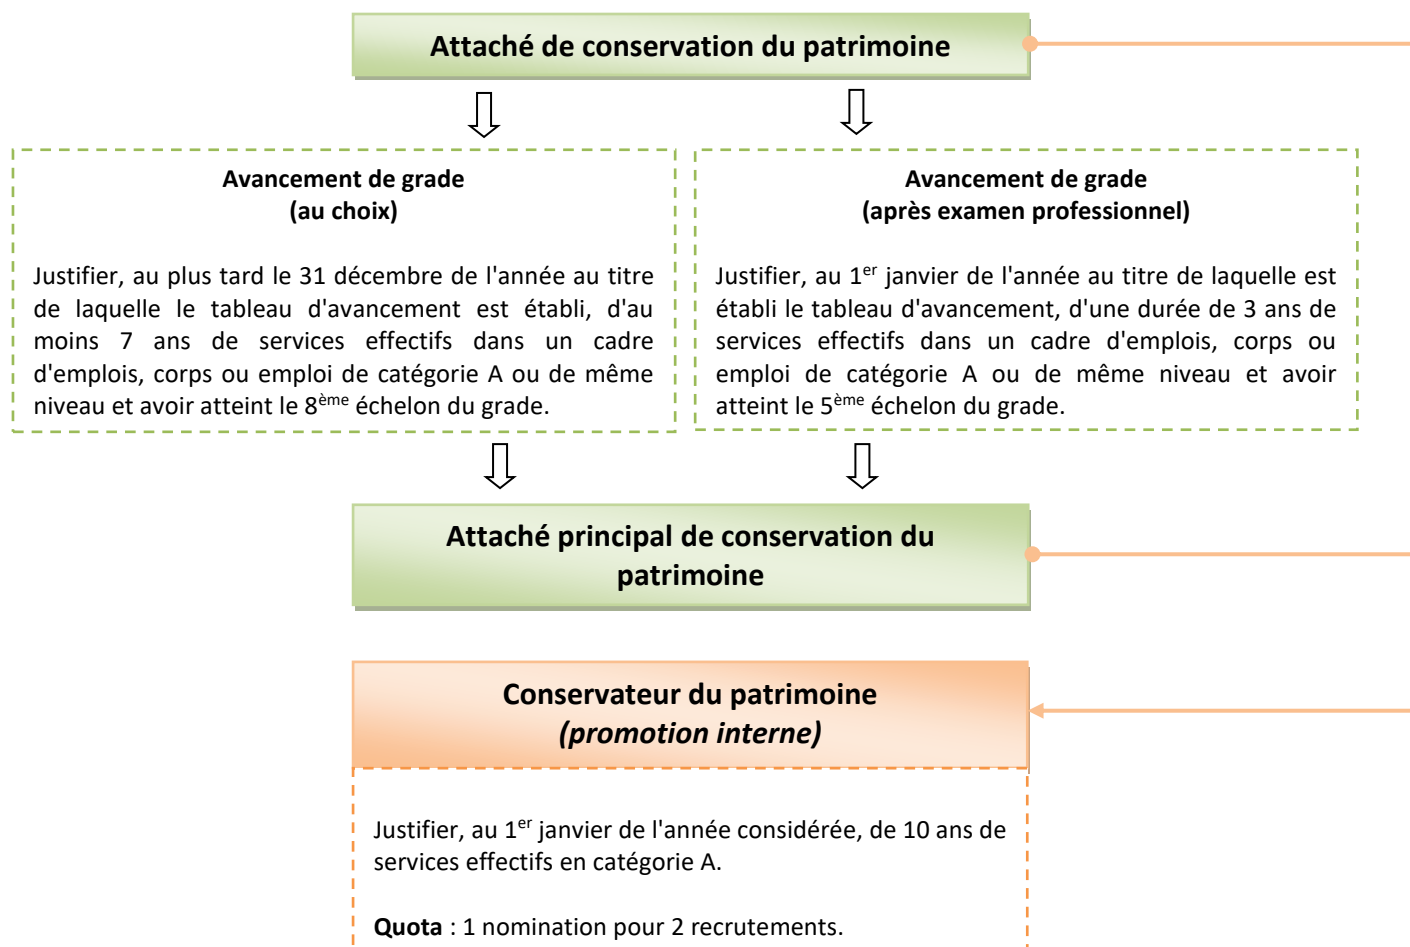 Attaché de conservation du patrimoine
Avancement de grade
(au choix)
Justifier, au plus tard le 31 décembre de l'année au titre
de laquelle le tableau d'avancement est établi, d'au
moins 7 ans de services effectifs dans un cadre
d'emplois, corps ou emploi de catégorie A ou de même
niveau et avoir atteint le 8ème échelon du grade.
Avancement de grade
(après examen professionnel)
Justifier, au 1er janvier de l'année au titre de laquelle est
établi le tableau d'avancement, d'une durée de 3 ans de
services effectifs dans un cadre d'emplois, corps ou
emploi de catégorie A ou de même niveau et avoir
atteint le 5ème échelon du grade.
Attaché principal de conservation du
patrimoine
Conservateur du patrimoine
(promotion interne)
Justifier, au 1er janvier de l'année considérée, de 10 ans de
services effectifs en catégorie A.
Quota : 1 nomination pour 2 recrutements.